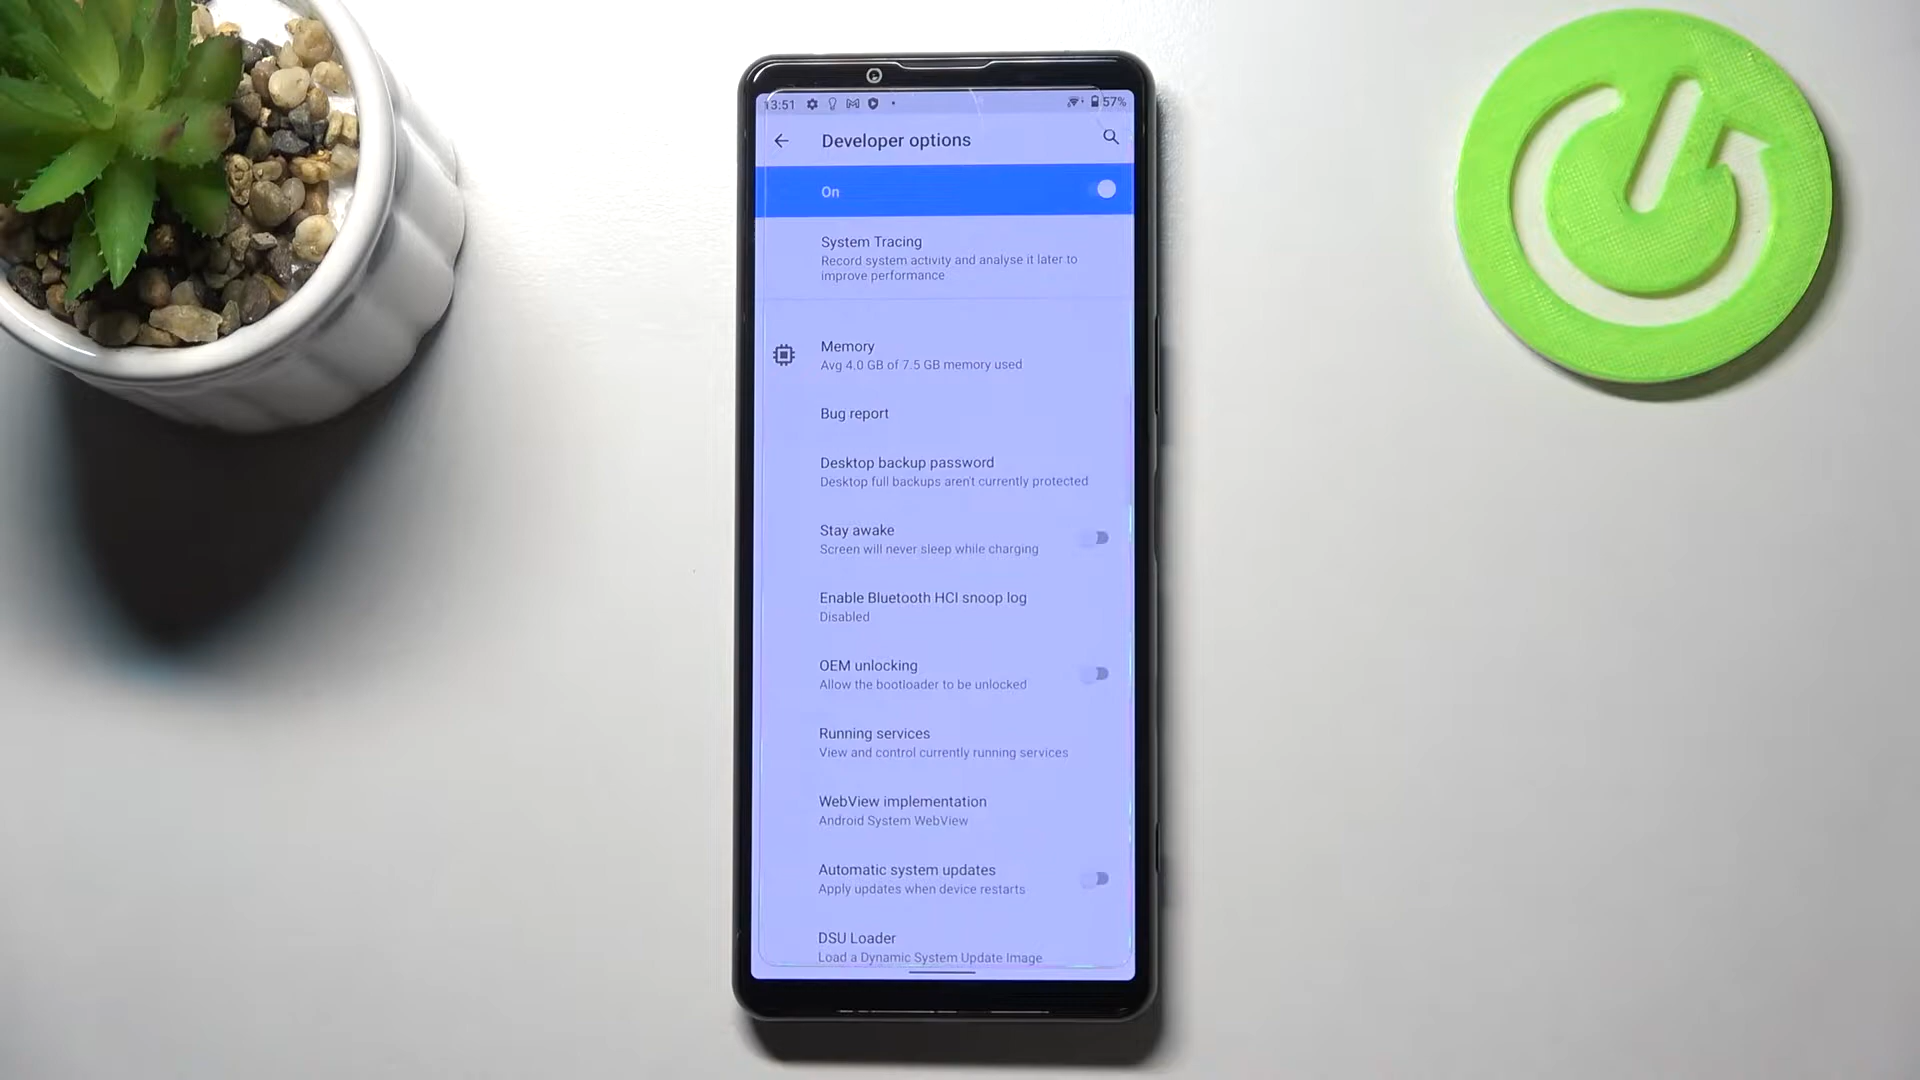 13:51
57%
Developer options
On
System Tracing
Record system activity and analyse it later to
improve performance
Memory
Avg 4.0 GB of 7.5 GB memory used
Bug report
Desktop backup password
Desktop full backups aren't currently protected
Stay awake
Screen will never sleep while charging
Enable Bluetooth HCI snoop log
Disabled
OEM unlocking
Allow the bootloader to be unlocked
Running services
View and control currently running services
WebView implementation
Android System WebView
Automatic system updates
Apply updates when device restarts
DSU Loader
Load a Dynamic System Update Image